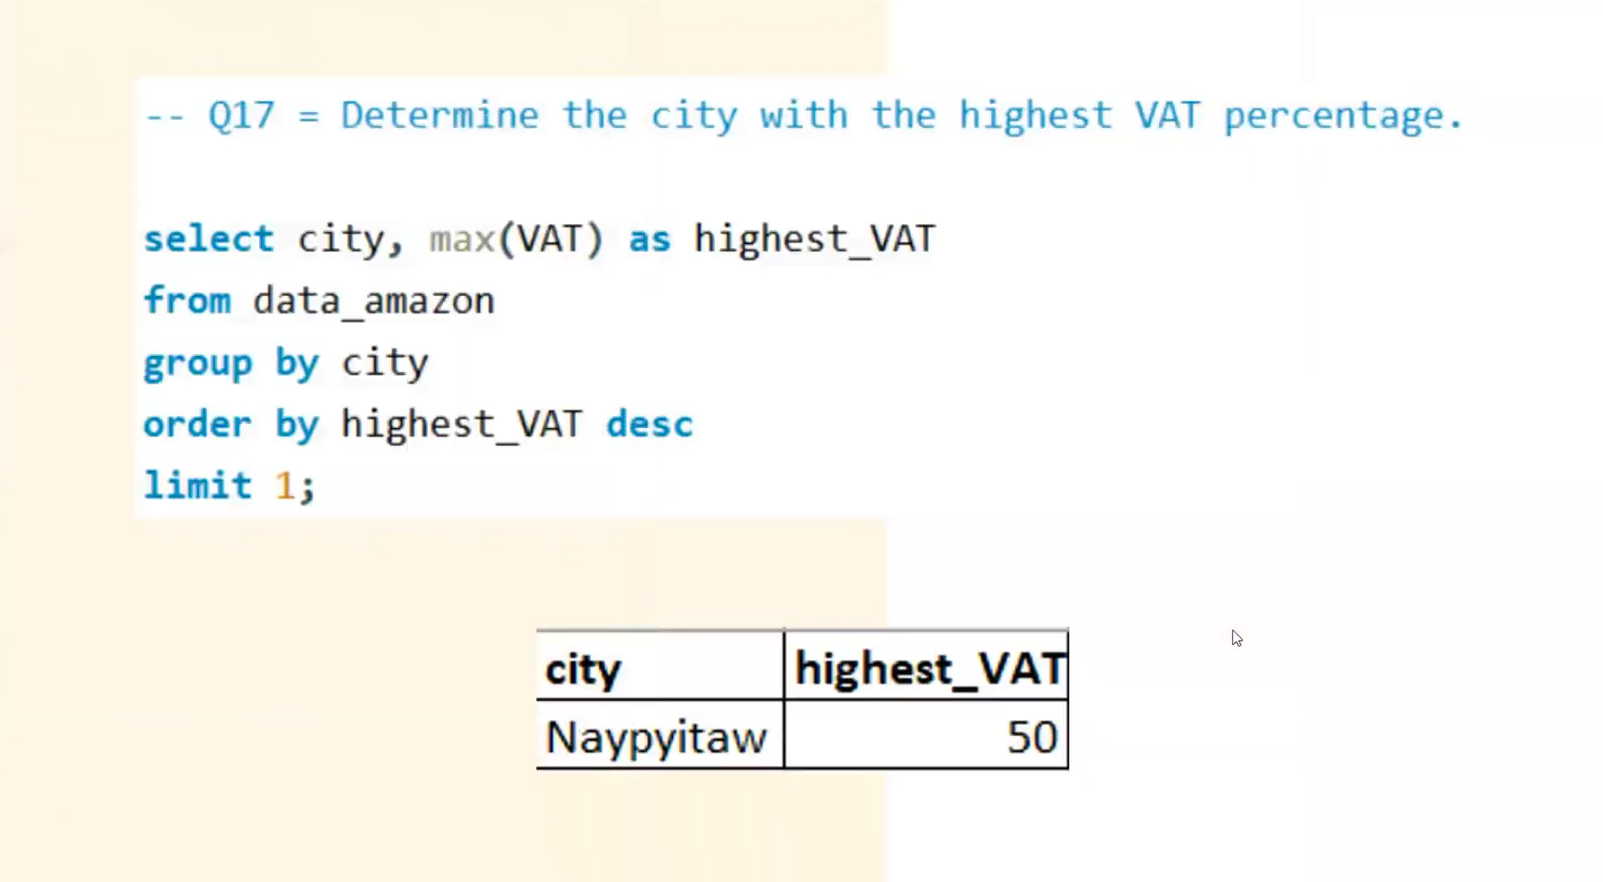 -- Q17 = Determine the city with the highest VAT percentage.
select city, max(VAT) as highest_VAT
from data_amazon
group by city
order by highest_VAT desc
limit 1;
city highest_VAT
Naypyitaw 50